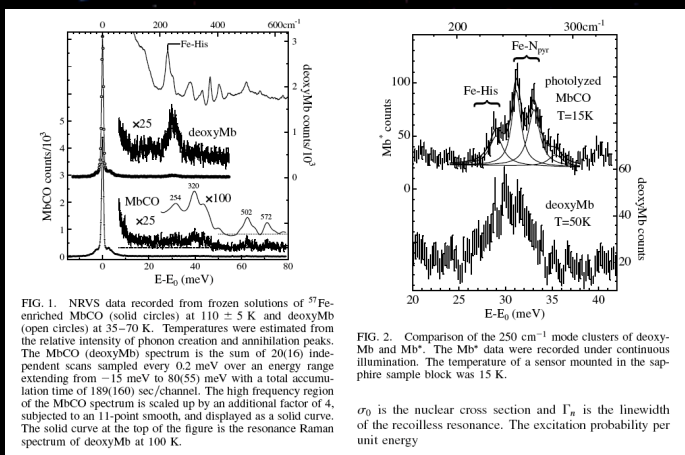 0 200 400 600cm⁻¹
Fe-His
3
2
1
0
deoxyMb counts/10³
×25
deoxyMb
5
4
3
2
1
0
MbCO counts/10³
MbCO
254
320
×100
502
572
×25
0 20 40 60 80
E-E₀ (meV)
FIG. 1. NRVS data recorded from frozen solutions of ⁵⁷Fe-
enriched MbCO (solid circles) at 110 ± 5 K and deoxyMb
(open circles) at 35–70 K. Temperatures were estimated from
the relative intensity of phonon creation and annihilation peaks.
The MbCO (deoxyMb) spectrum is the sum of 20(16) inde-
pendent scans sampled every 0.2 meV over an energy range
extending from −15 meV to 80(55) meV with a total accumu-
lation time of 189(160) sec/channel. The high frequency region
of the MbCO spectrum is scaled up by an additional factor of 4,
subjected to an 11-point smooth, and displayed as a solid curve.
The solid curve at the top of the figure is the resonance Raman
spectrum of deoxyMb at 100 K.
200 300cm⁻¹
Fe-Npyr
Fe-His
photolyzed
MbCO
T=15K
100
50
0
Mb* counts
60
40
20
deoxyMb counts
deoxyMb
T=50K
20 25 30 35 40
E-E₀ (meV)
FIG. 2. Comparison of the 250 cm⁻¹ mode clusters of deoxy-
Mb and Mb*. The Mb* data were recorded under continuous
illumination. The temperature of a sensor mounted in the sap-
phire sample block was 15 K.
σ₀ is the nuclear cross section and Γₙ is the linewidth
of the recoilless resonance. The excitation probability per
unit energy